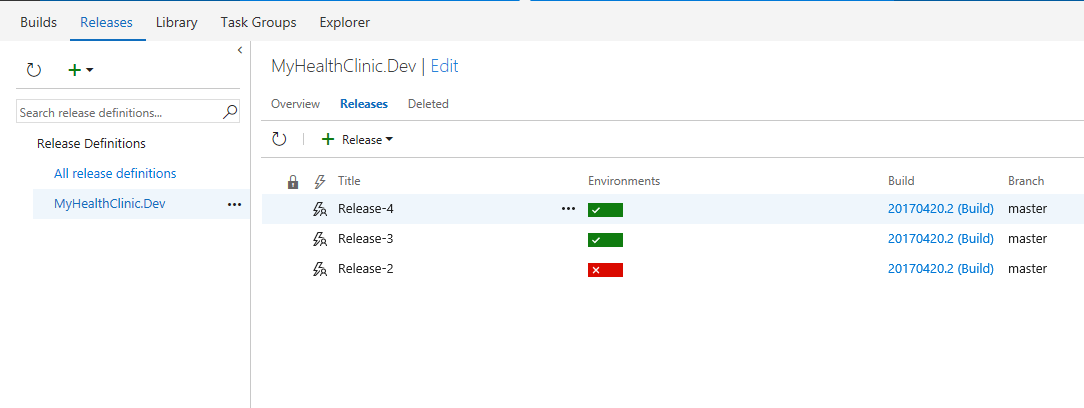 Builds Releases Library Task Groups Explorer
MyHealthClinic.Dev | Edit
Overview Releases Deleted
Search release definitions...
Release Definitions
All release definitions
MyHealthClinic.Dev ...
Release
Title Environments Build Branch
Release-4 ... 20170420.2 (Build) master
Release-3 20170420.2 (Build) master
Release-2 20170420.2 (Build) master